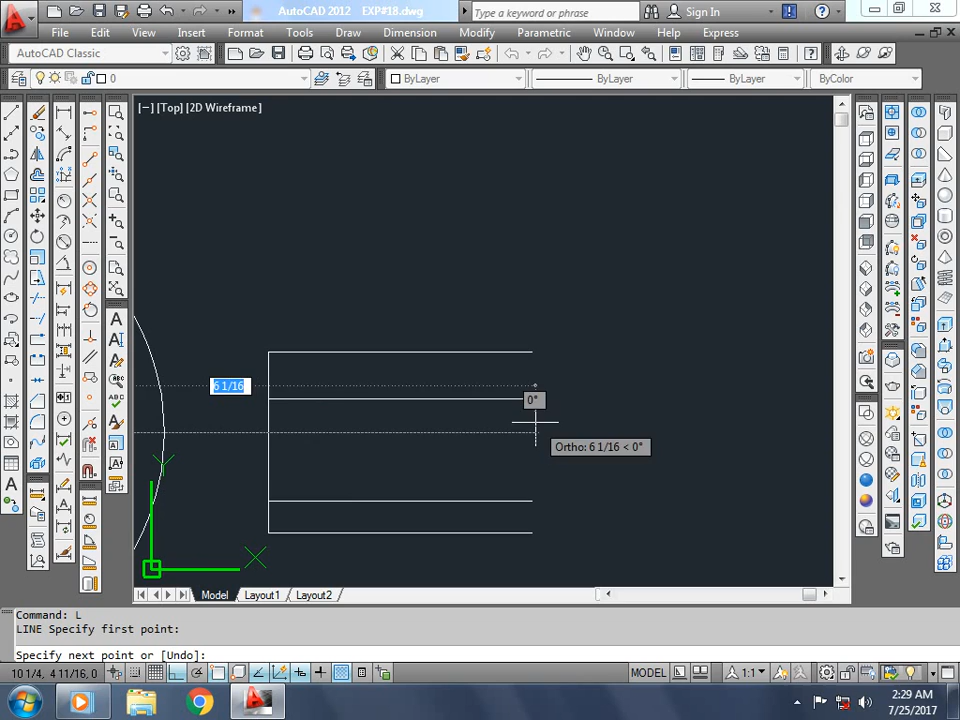 AutoCAD 2012 EXP#18.dwg
Type a keyword or phrase
Sign In
File Edit View Insert Format Tools Draw Dimension Modify Parametric Window Help Express
AutoCAD Classic
0
ByLayer
ByLayer
ByLayer
ByColor
[−] [Top] [2D Wireframe]
6 1/16
0°
Ortho: 6 1/16 < 0°
Y
X
Model Layout1 Layout2
Command: L
LINE Specify first point:
Specify next point or [Undo]:
10 1/4, 4 11/16, 0
MODEL
1:1
2:29 AM
7/25/2017